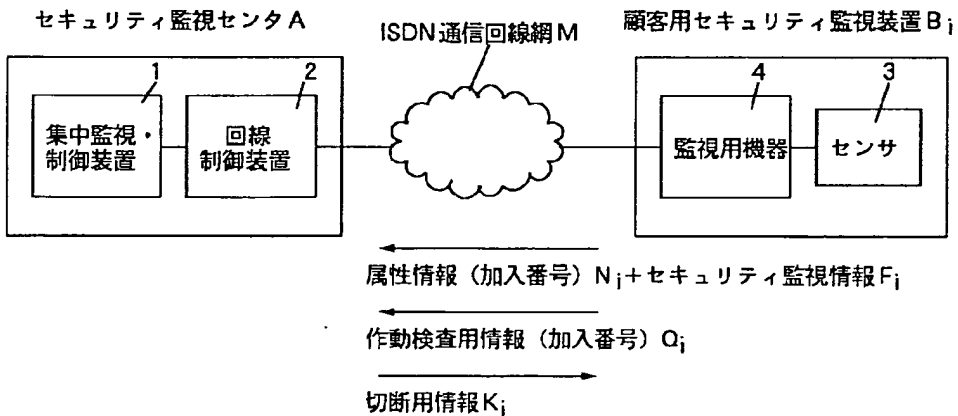 セキュリティ監視センタA
ISDN通信回線網M
顧客用セキュリティ監視装置Bi
1
2
4
3
集中監視・
制御装置
回線
制御装置
監視用機器
センサ
属性情報（加入番号）Ni＋セキュリティ監視情報Fi
作動検査用情報（加入番号）Qi
切断用情報Ki